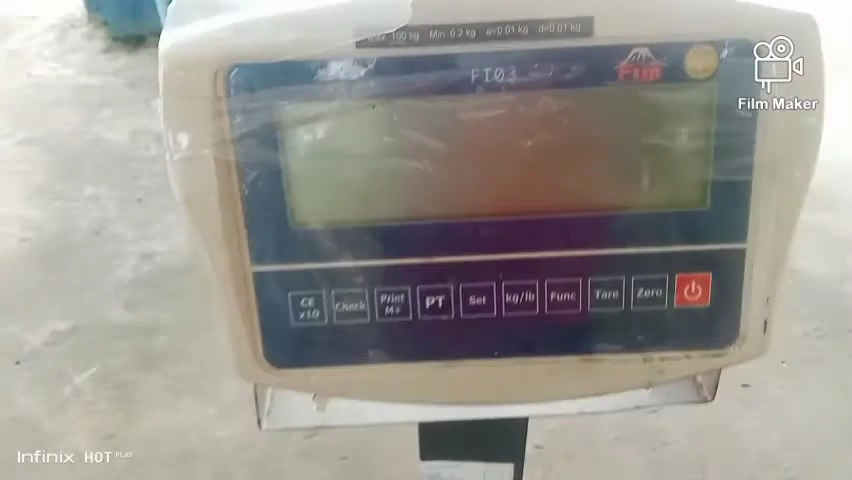 Max 100 kg Min 0.2 kg e=0.01 kg d=0.01 kg
FI03
Fuji
Film Maker
CE x10 Check Print M+ PT Set kg/lb Func Tare Zero
Infinix HOT PLAY